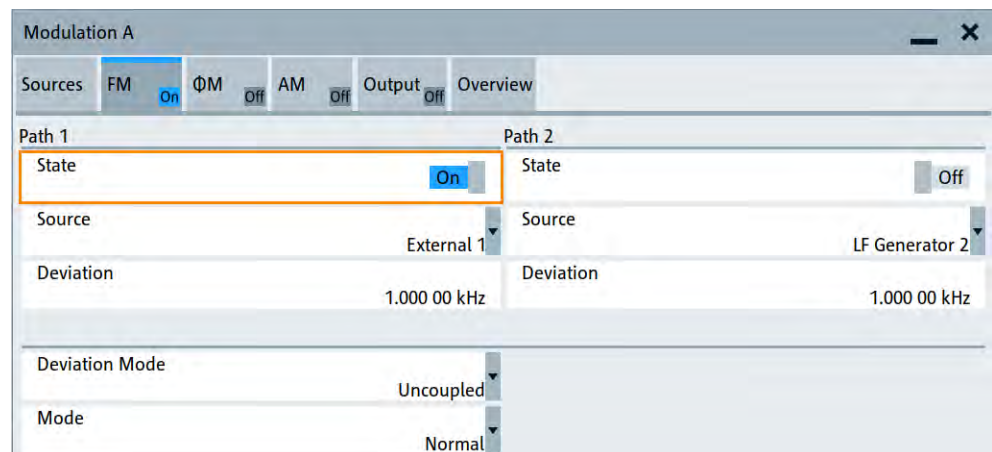 Modulation A
Sources FM On ΦM Off AM Off Output Off Overview
Path 1
Path 2
State On
State Off
Source
External 1
Source
LF Generator 2
Deviation
1.000 00 kHz
Deviation
1.000 00 kHz
Deviation Mode
Uncoupled
Mode
Normal